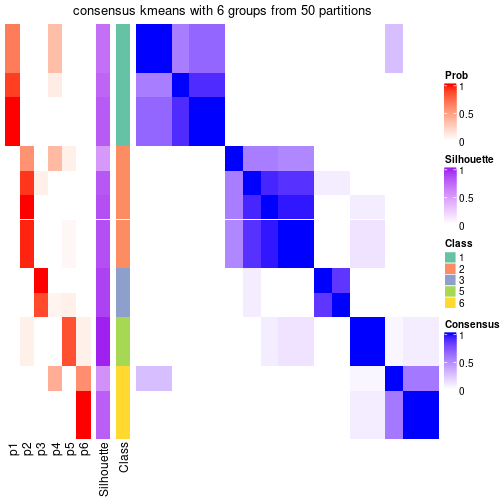 consensus kmeans with 6 groups from 50 partitions
Prob
1
0.5
0
Silhouette
1
0.5
0
Class
1
2
3
5
6
Consensus
1
0.5
0
p1
p2
p3
p4
p5
p6
Silhouette
Class